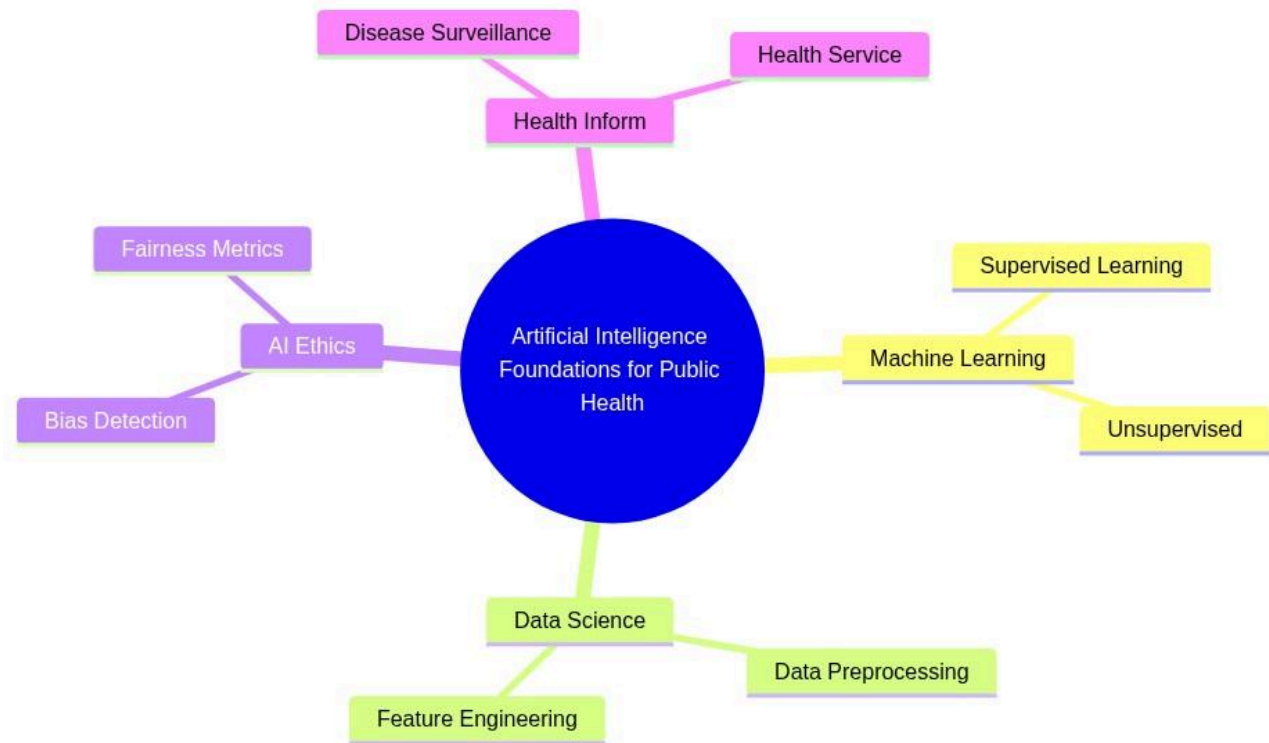 Disease Surveillance
Health Service
Health Inform
Fairness Metrics
Supervised Learning
AI Ethics
Artificial Intelligence
Foundations for Public
Health
Machine Learning
Bias Detection
Unsupervised
Data Science
Data Preprocessing
Feature Engineering